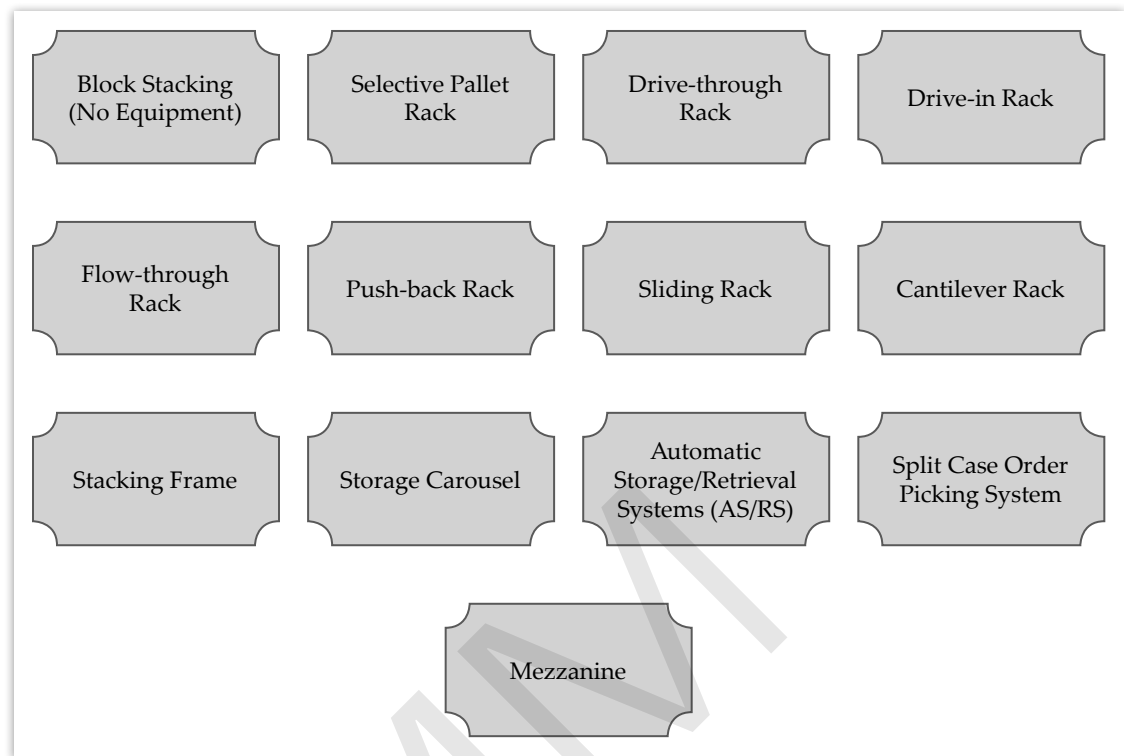 Block Stacking
(No Equipment)
Selective Pallet
Rack
Drive-through
Rack
Drive-in Rack
Flow-through
Rack
Push-back Rack
Sliding Rack
Cantilever Rack
Stacking Frame
Storage Carousel
Automatic
Storage/Retrieval
Systems (AS/RS)
Split Case Order
Picking System
Mezzanine